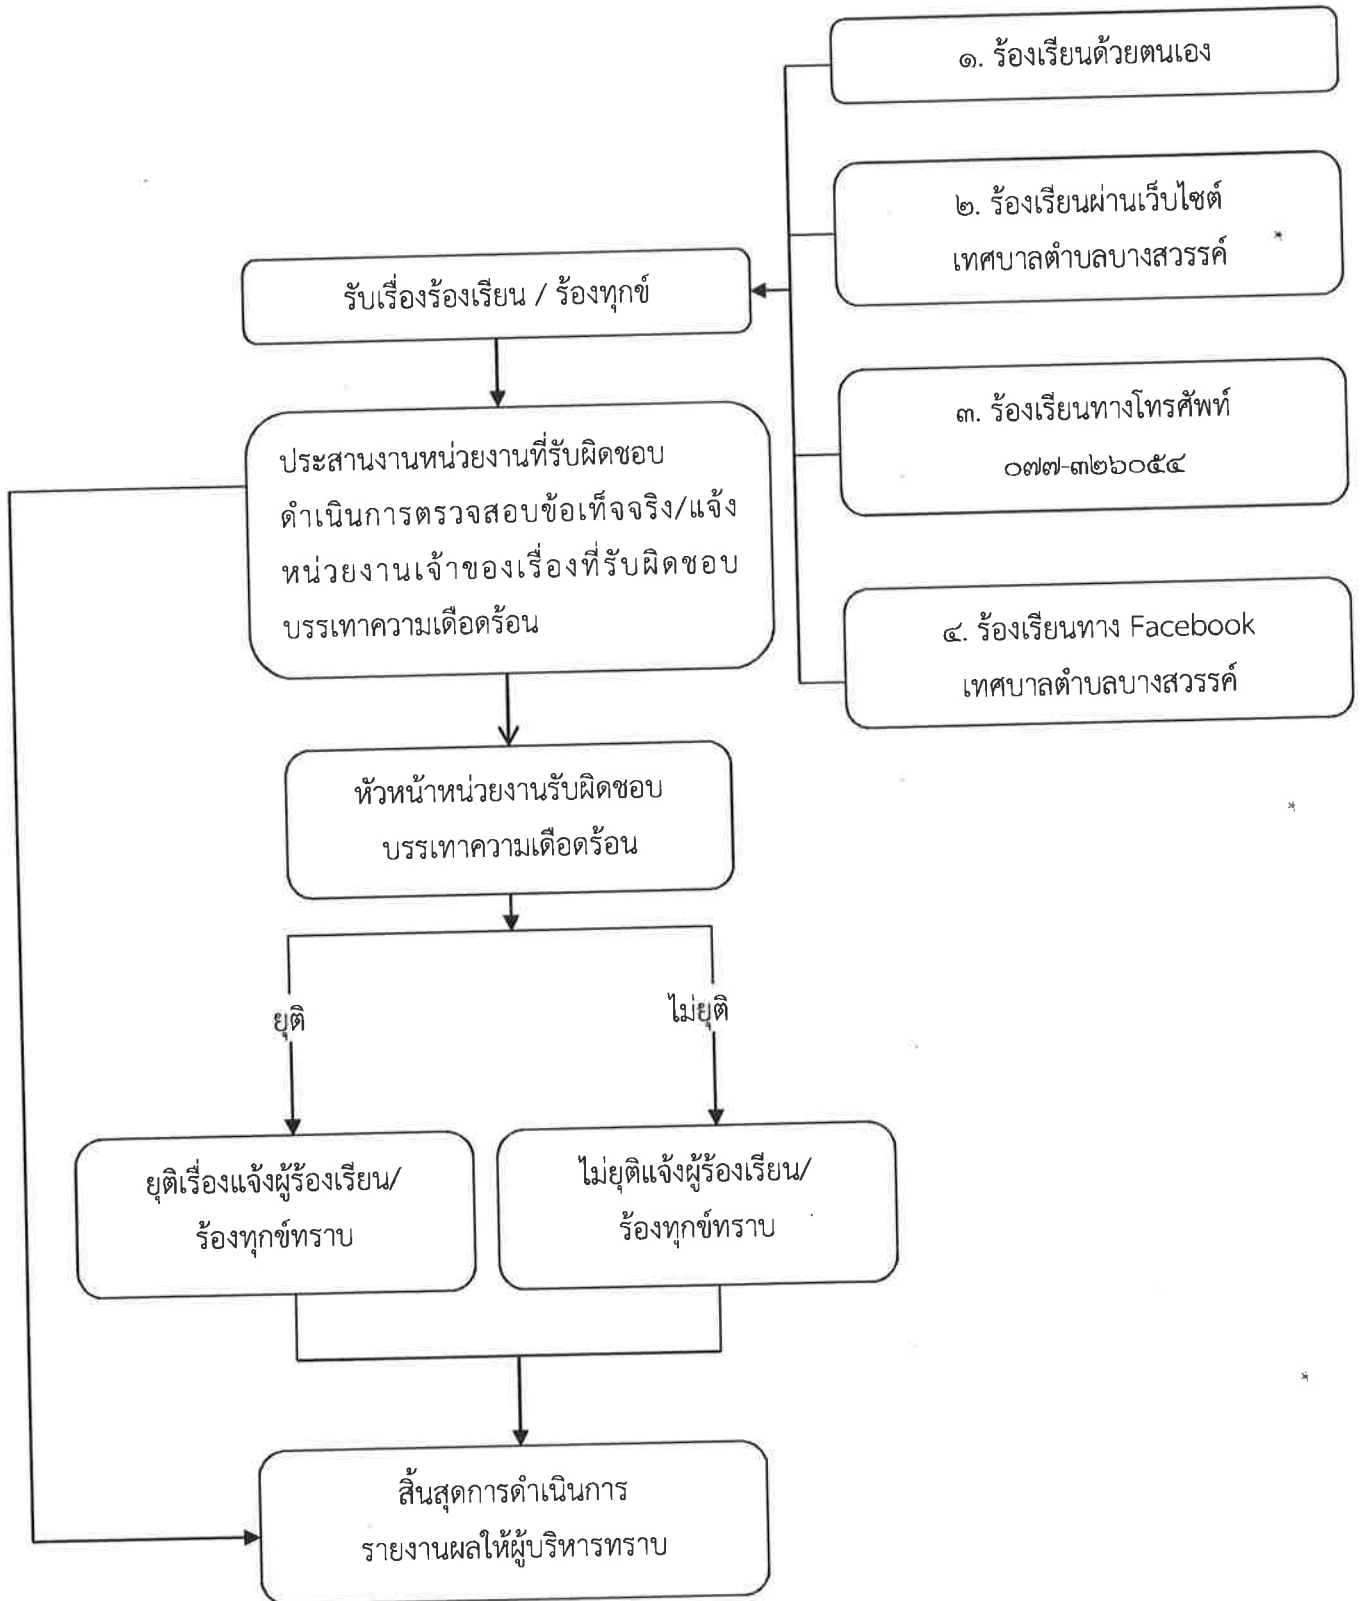 ๑. ร้องเรียนด้วยตนเอง
๒. ร้องเรียนผ่านเว็บไซต์
เทศบาลตำบลบางสวรรค์
รับเรื่องร้องเรียน / ร้องทุกข์
๓. ร้องเรียนทางโทรศัพท์
๐๗๗-๓๒๖๐๕๔
ประสานงานหน่วยงานที่รับผิดชอบ
ดำเนินการตรวจสอบข้อเท็จจริง/แจ้ง
หน่วยงานเจ้าของเรื่องที่รับผิดชอบ
บรรเทาความเดือดร้อน
๔. ร้องเรียนทาง Facebook
เทศบาลตำบลบางสวรรค์
หัวหน้าหน่วยงานรับผิดชอบ
บรรเทาความเดือดร้อน
ยุติ
ไม่ยุติ
ยุติเรื่องแจ้งผู้ร้องเรียน/
ร้องทุกข์ทราบ
ไม่ยุติแจ้งผู้ร้องเรียน/
ร้องทุกข์ทราบ
สิ้นสุดการดำเนินการ
รายงานผลให้ผู้บริหารทราบ